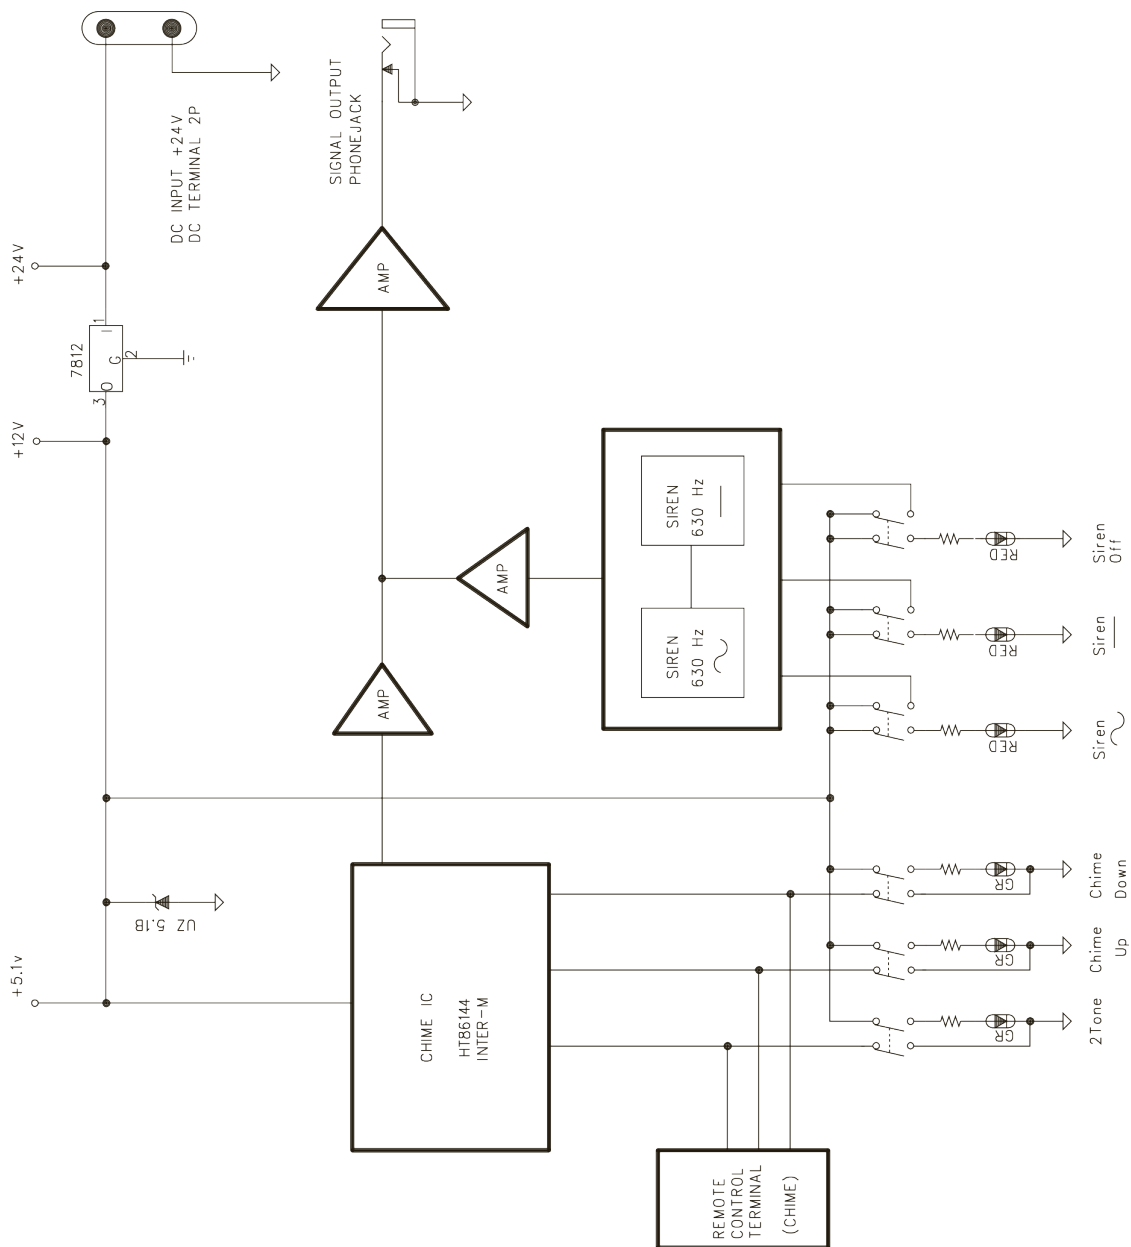 DC INPUT +24V
DC TERMINAL 2P
+24V
7812
1
I
G
2
O
3
+12V
UZ 5.1B
+5.1v
SIGNAL OUTPUT
PHONEJACK
AMP
AMP
AMP
CHIME IC
HT86144
INTER-M
SIREN
630 Hz
SIREN
630 Hz
REMOTE
CONTROL
TERMINAL
(CHIME)
GR
GR
GR
RED
RED
RED
2Tone
Chime
Up
Chime
Down
Siren
Siren
Siren
Off